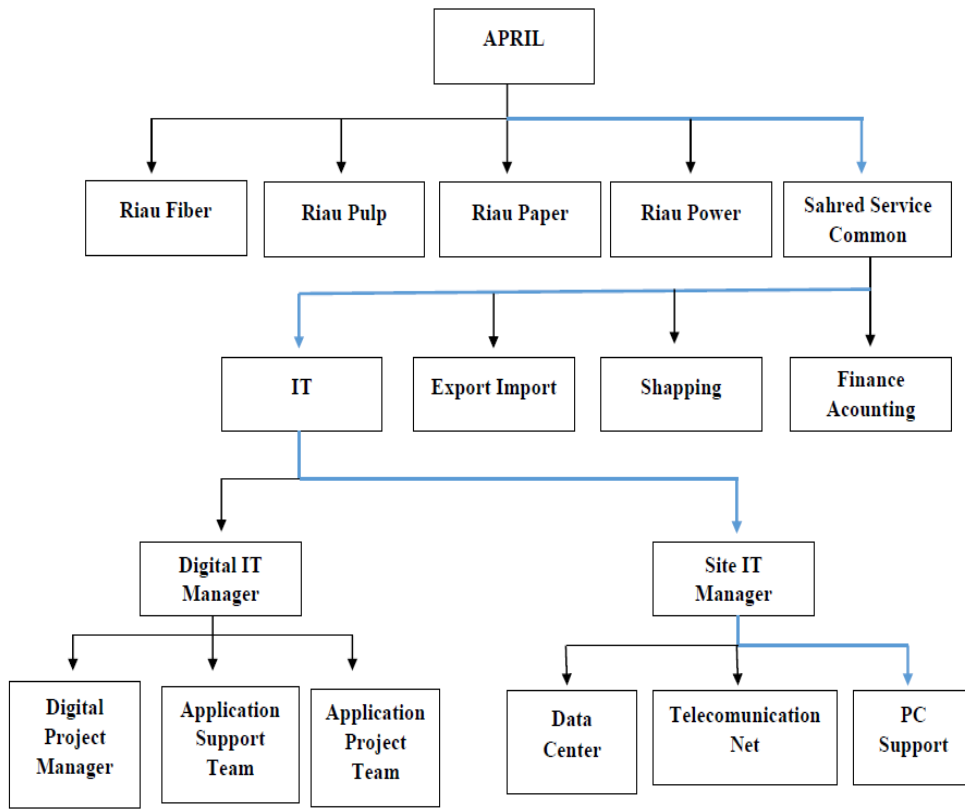 APRIL
Riau Fiber
Riau Pulp
Riau Paper
Riau Power
Sahred Service
Common
IT
Export Import
Shapping
Finance
Acounting
Digital IT
Manager
Site IT
Manager
Digital
Project
Manager
Application
Support
Team
Application
Project
Team
Data
Center
Telecomunication
Net
PC
Support